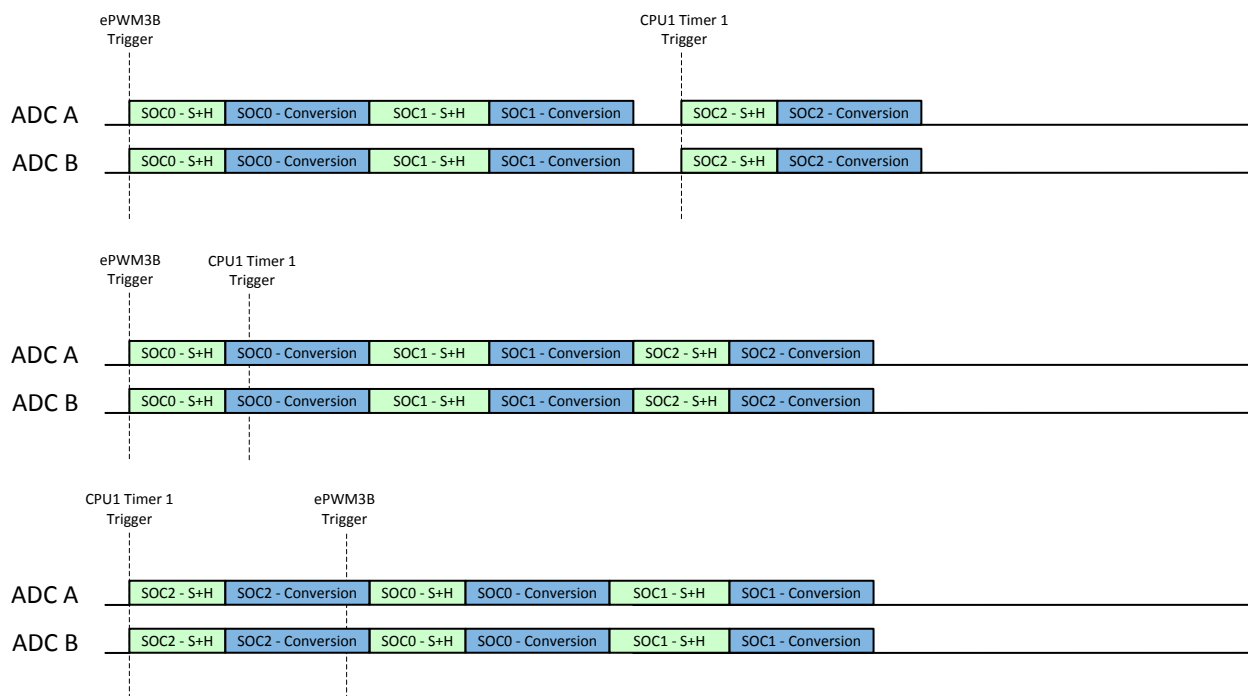 ePWM3B CPU1 Timer 1
Trigger Trigger
ADC A SOC0 - S+H SOC0 - Conversion SOC1 - S+H SOC1 - Conversion SOC2 - S+H SOC2 - Conversion
ADC B SOC0 - S+H SOC0 - Conversion SOC1 - S+H SOC1 - Conversion SOC2 - S+H SOC2 - Conversion
ePWM3B CPU1 Timer 1
Trigger Trigger
ADC A SOC0 - S+H SOC0 - Conversion SOC1 - S+H SOC1 - Conversion SOC2 - S+H SOC2 - Conversion
ADC B SOC0 - S+H SOC0 - Conversion SOC1 - S+H SOC1 - Conversion SOC2 - S+H SOC2 - Conversion
CPU1 Timer 1 ePWM3B
Trigger Trigger
ADC A SOC2 - S+H SOC2 - Conversion SOC0 - S+H SOC0 - Conversion SOC1 - S+H SOC1 - Conversion
ADC B SOC2 - S+H SOC2 - Conversion SOC0 - S+H SOC0 - Conversion SOC1 - S+H SOC1 - Conversion